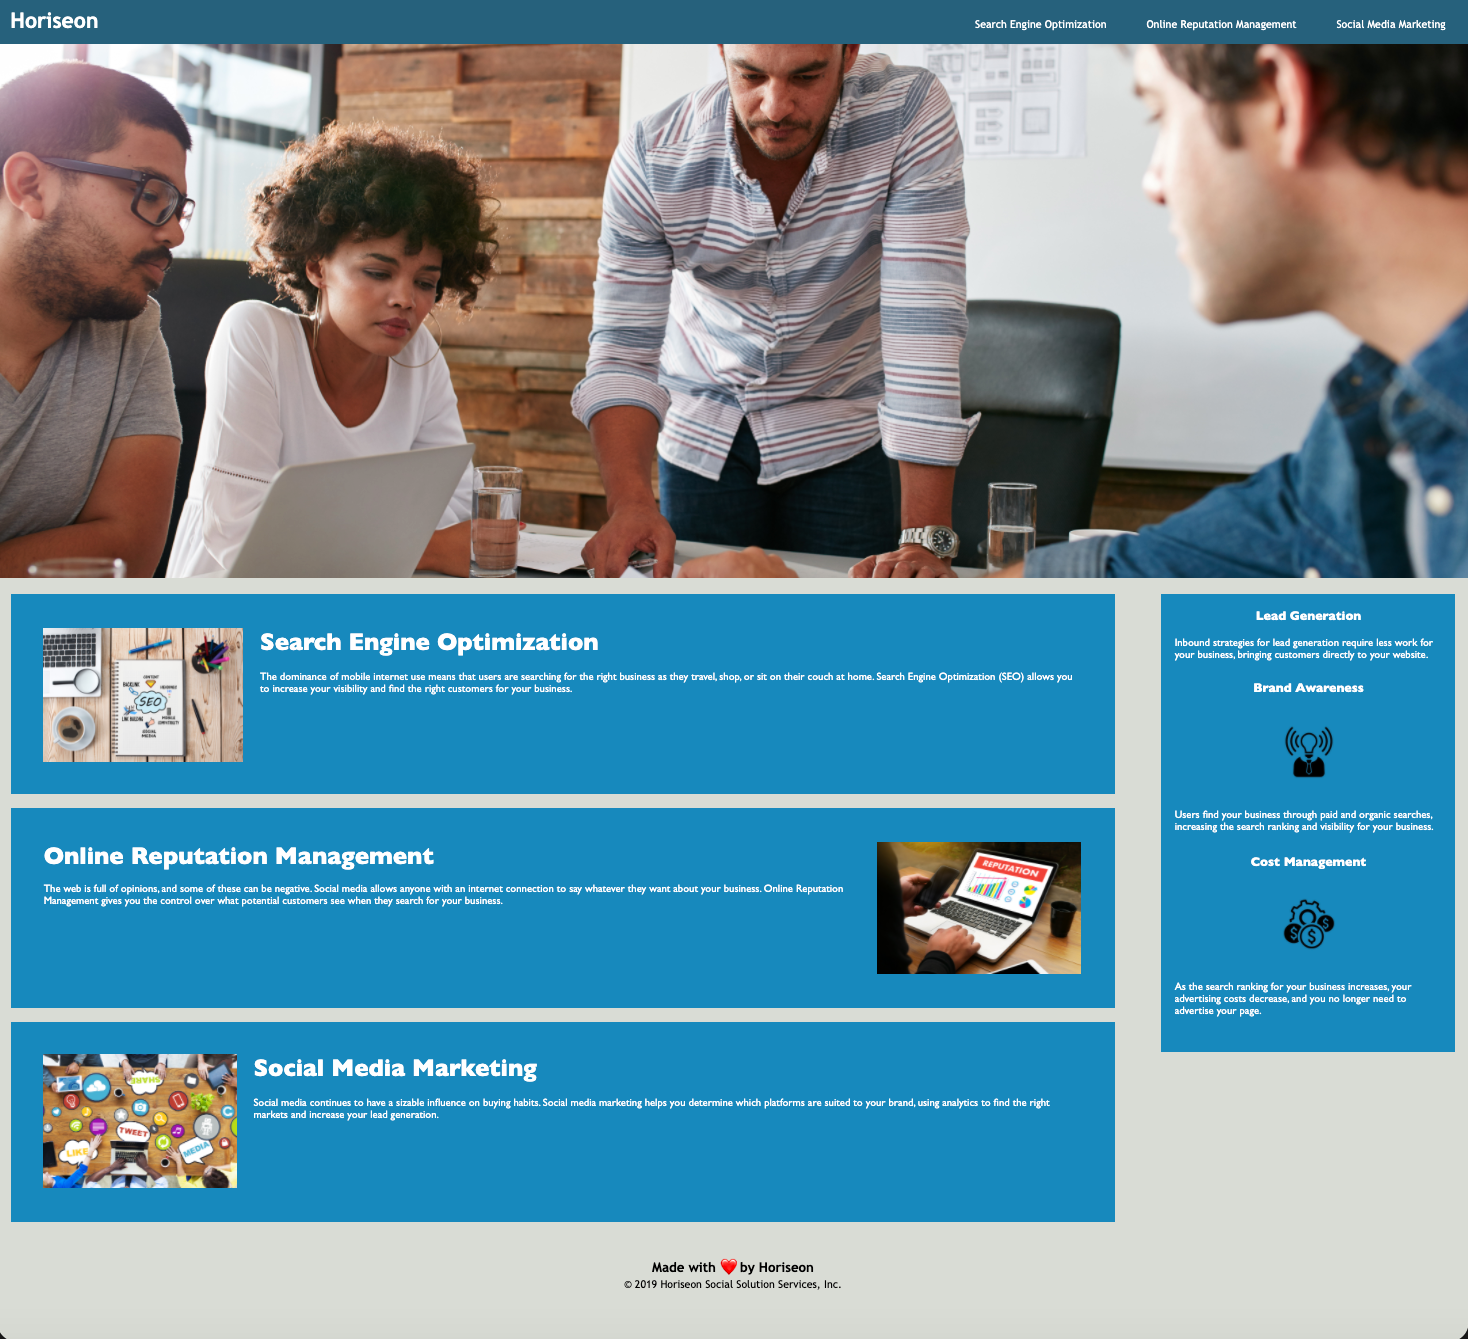 Horiseon
Search Engine Optimization
Online Reputation Management
Social Media Marketing
Search Engine Optimization
The dominance of mobile internet use means that users are searching for the right business as they travel, shop, or sit on their couch at home. Search Engine Optimization (SEO) allows you
to increase your visibility and find the right customers for your business.
SEO
Online Reputation Management
The web is full of opinions, and some of these can be negative. Social media allows anyone with an internet connection to say whatever they want about your business. Online Reputation
Management gives you the control over what potential customers see when they search for your business.
REPUTATION
Social Media Marketing
Social media continues to have a sizable influence on buying habits. Social media marketing helps you determine which platforms are suited to your brand, using analytics to find the right
markets and increase your lead generation.
SHARE
TWEET
LIKE
MEDIA
Lead Generation
Inbound strategies for lead generation require less work for
your business, bringing customers directly to your website.
Brand Awareness
Users find your business through paid and organic searches,
increasing the search ranking and visibility for your business.
Cost Management
As the search ranking for your business increases, your
advertising costs decrease, and you no longer need to
advertise your page.
Made with ❤️ by Horiseon
© 2019 Horiseon Social Solution Services, Inc.